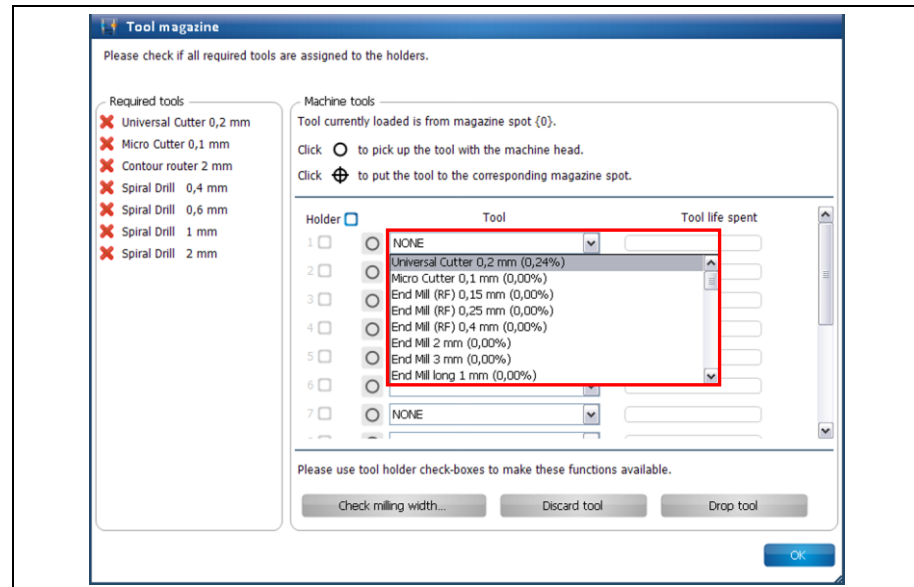 Tool magazine
Please check if all required tools are assigned to the holders.
Required tools
Universal Cutter 0,2 mm
Micro Cutter 0,1 mm
Contour router 2 mm
Spiral Drill 0,4 mm
Spiral Drill 0,6 mm
Spiral Drill 1 mm
Spiral Drill 2 mm
Machine tools
Tool currently loaded is from magazine spot {0}.
Click to pick up the tool with the machine head.
Click to put the tool to the corresponding magazine spot.
Holder Tool Tool life spent
1 NONE
Universal Cutter 0,2 mm (0,24%)
2
Micro Cutter 0,1 mm (0,00%)
End Mill (RF) 0,15 mm (0,00%)
3
End Mill (RF) 0,25 mm (0,00%)
4
End Mill (RF) 0,4 mm (0,00%)
End Mill 2 mm (0,00%)
5
End Mill 3 mm (0,00%)
End Mill long 1 mm (0,00%)
6
7 NONE
Please use tool holder check-boxes to make these functions available.
Check milling width... Discard tool Drop tool
OK